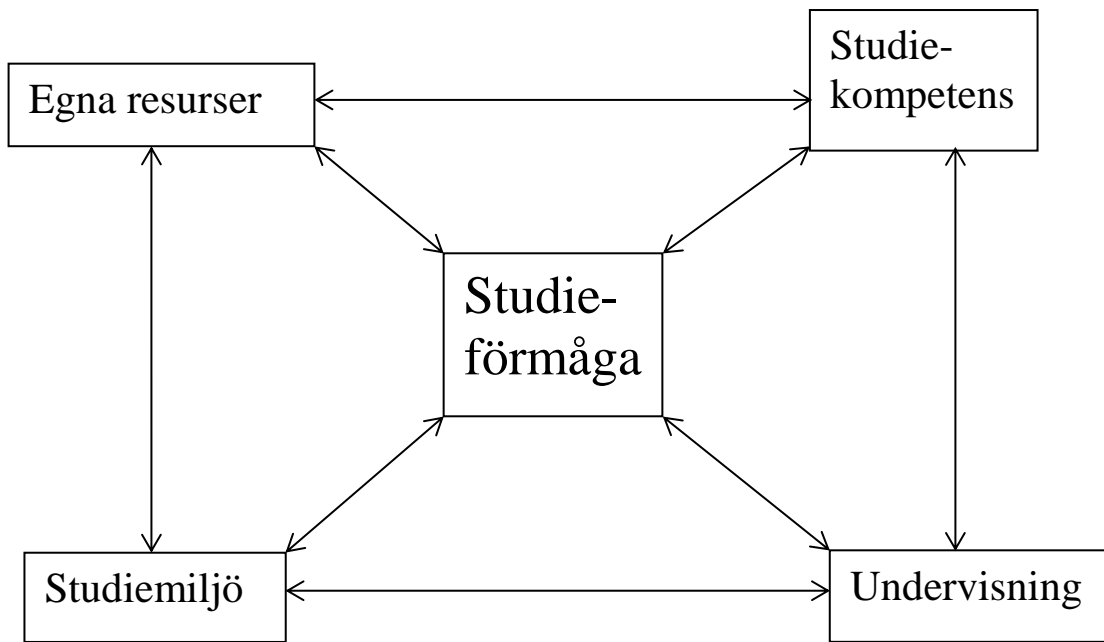 Egna resurser
Studie-
kompetens
Studie-
förmåga
Studiemiljö
Undervisning